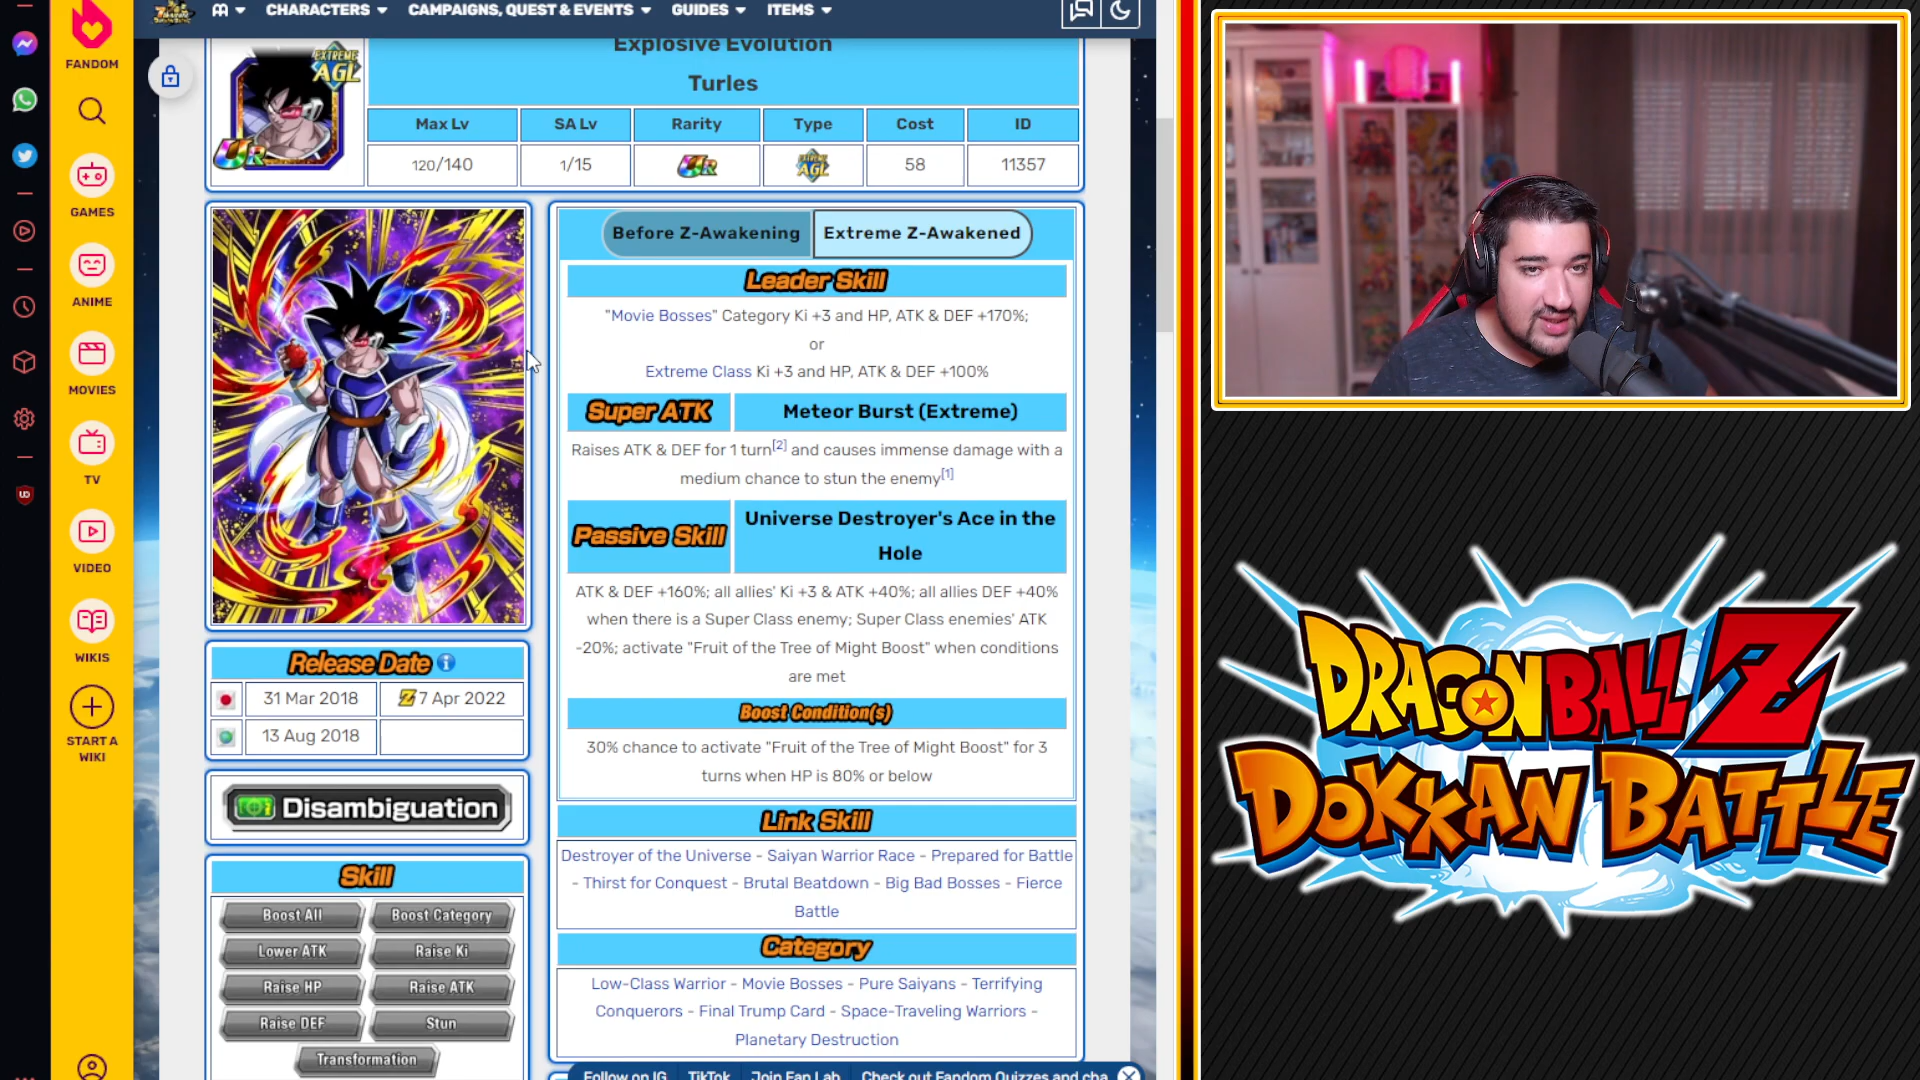 CHARACTERS CAMPAIGNS, QUEST & EVENTS GUIDES ITEMS
FANDOM
GAMES
ANIME
MOVIES
TV
VIDEO
WIKIS
START A
WIKI
EXTREME
AGL
UR
Explosive Evolution
Turles
Max Lv SA Lv Rarity Type Cost ID
120/140 1/15 UR EXTREME AGL 58 11357
Before Z-Awakening Extreme Z-Awakened
Leader Skill
"Movie Bosses" Category Ki +3 and HP, ATK & DEF +170%;
or
Extreme Class Ki +3 and HP, ATK & DEF +100%
Super ATK Meteor Burst (Extreme)
Raises ATK & DEF for 1 turn[2] and causes immense damage with a
medium chance to stun the enemy[1]
Passive Skill Universe Destroyer's Ace in the
Hole
ATK & DEF +160%; all allies' Ki +3 & ATK +40%; all allies DEF +40%
when there is a Super Class enemy; Super Class enemies' ATK
-20%; activate "Fruit of the Tree of Might Boost" when conditions
are met
Boost Condition(s)
30% chance to activate "Fruit of the Tree of Might Boost" for 3
turns when HP is 80% or below
Link Skill
Destroyer of the Universe - Saiyan Warrior Race - Prepared for Battle
- Thirst for Conquest - Brutal Beatdown - Big Bad Bosses - Fierce
Battle
Category
Low-Class Warrior - Movie Bosses - Pure Saiyans - Terrifying
Conquerors - Final Trump Card - Space-Traveling Warriors -
Planetary Destruction
Release Date
31 Mar 2018 Z 7 Apr 2022
13 Aug 2018
Disambiguation
Skill
Boost All Boost Category
Lower ATK Raise Ki
Raise HP Raise ATK
Raise DEF Stun
Transformation
Follow on IG TikTok Join Fan Lab Check out Fandom Quizzes and cha
DRAGON BALL Z
DOKKAN BATTLE